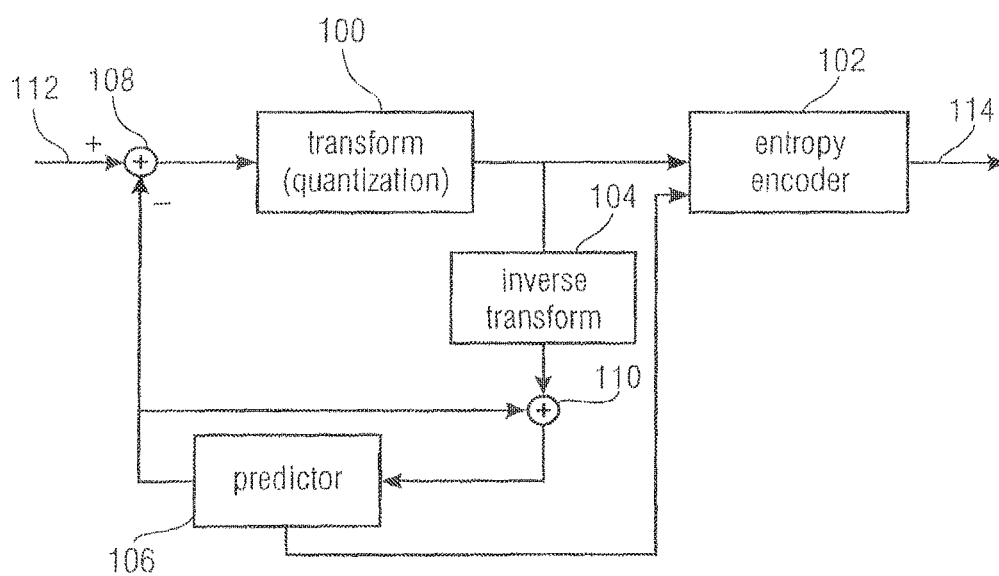 100
102
108
112
114
+
+
transform
(quantization)
entropy
encoder
−
104
inverse
transform
110
+
predictor
106